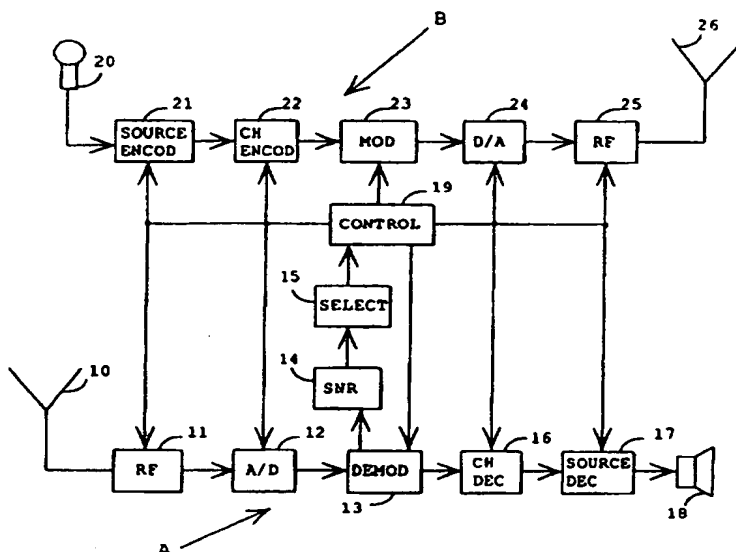 B
20
26
21
22
23
24
25
SOURCE
ENCOD
CH
ENCOD
MOD
D/A
RF
19
CONTROL
15
SELECT
14
SNR
10
11
12
16
17
RF
A/D
DEMOD
CH
DEC
SOURCE
DEC
13
18
A